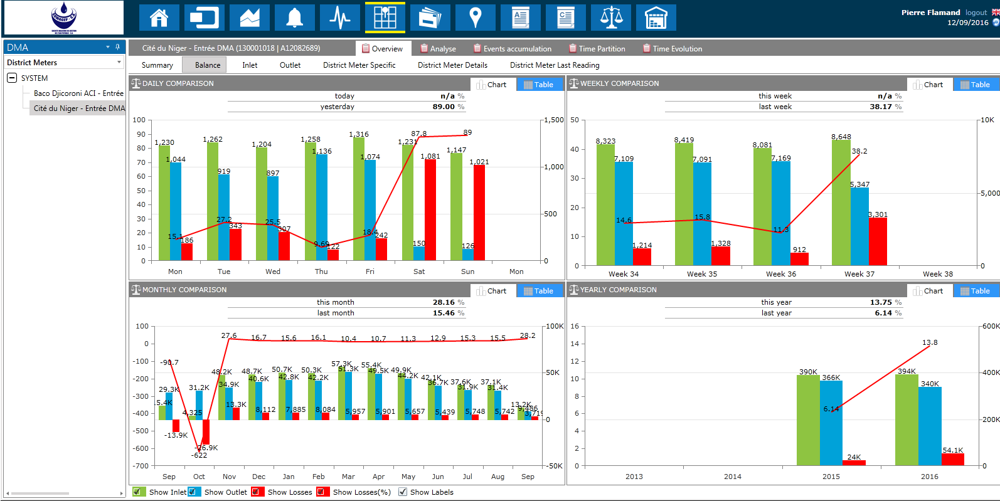 SOMAGEP - S.A
Pierre Flamand logout
12/09/2016
DMA
District Meters
SYSTEM
Baco Djicoroni ACI - Entrée
Cité du Niger - Entrée DMA
Cité du Niger - Entrée DMA (130001018 | A12082689)
Overview Analyse Events accumulation Time Partition Time Evolution
Summary Balance Inlet Outlet District Meter Specific District Meter Details District Meter Last Reading
DAILY COMPARISON Chart Table
today n/a %
yesterday 89.00 %
100 90 80 70 60 50 40 30 20 10 0
1,500 1,000 500 0
1,230 1,044 15.1 186
1,262 919 27.2 343
1,204 897 25.5 307
1,258 1,136 9.69 122
1,316 1,074 18.4 242
1,231 150 87.8 1,081
1,147 126 89 1,021
Mon Tue Wed Thu Fri Sat Sun Mon
WEEKLY COMPARISON Chart Table
this week n/a %
last week 38.17 %
50 40 30 20 10 0
10K 5,000 0
8,323 7,109 14.6 1,214
8,419 7,091 15.8 1,328
8,081 7,169 11.3 912
8,648 38.2 5,347 3,301
Week 34 Week 35 Week 36 Week 37 Week 38
MONTHLY COMPARISON Chart Table
this month 28.16 %
last month 15.46 %
100 0 -100 -200 -300 -400 -500 -600 -700
100K 50K 0 -50K
-90.7 29.3K 5.4K -13.9K
31.2K 4,325 -26.9K -622
27.6 48.2K 34.9K 13.3K
16.7 48.7K 40.6K 8,112
15.6 50.7K 42.8K 7,885
16.1 50.3K 42.2K 8,084
10.4 57.3K 51.3K 5,957
10.7 55.4K 49.5K 5,901
11.3 49.9K 44.2K 5,657
12.9 42.1K 36.7K 5,439
15.3 37.6K 31.9K 5,748
15.5 37.1K 31.4K 5,742
28.2 13.2K 9,486 3,719
Sep Oct Nov Dec Jan Feb Mar Apr May Jun Jul Aug Sep
YEARLY COMPARISON Chart Table
this year 13.75 %
last year 6.14 %
16 14 12 10 8 6 4 2 0
600K 400K 200K 0
390K 366K 6.14 24K
13.8 394K 340K 54.1K
2013 2014 2015 2016
Show Inlet Show Outlet Show Losses Show Losses(%) Show Labels